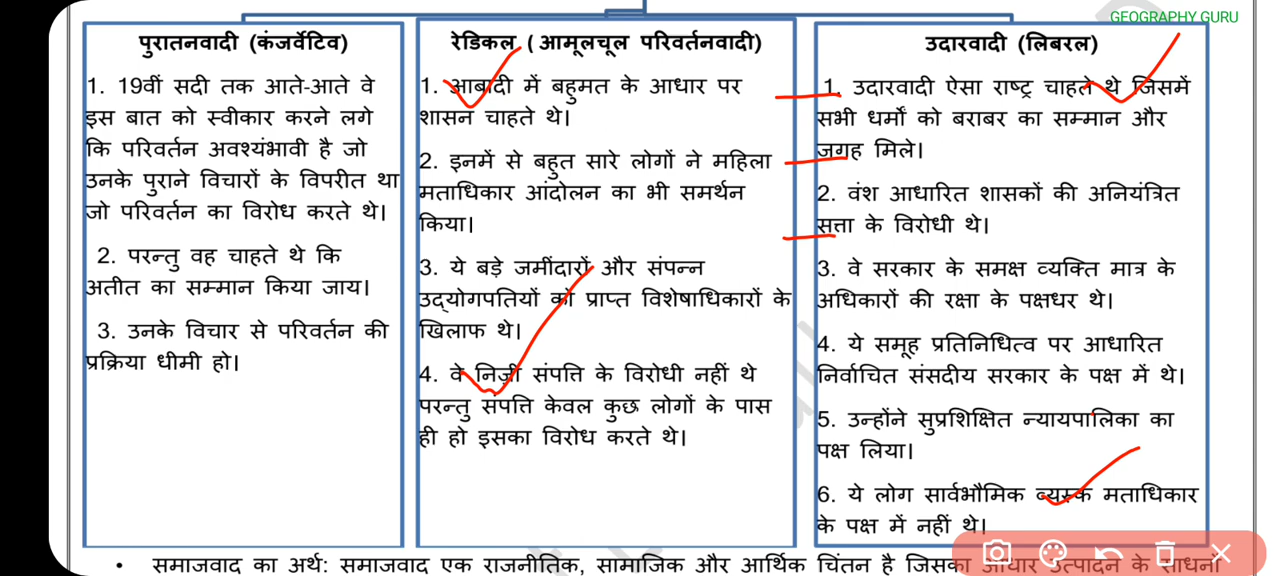 GEOGRAPHY GURU
पुरातनवादी (कंजर्वेटिव)
1. 19वीं सदी तक आते-आते वे
इस बात को स्वीकार करने लगे
कि परिवर्तन अवश्यंभावी है जो
उनके पुराने विचारों के विपरीत था
जो परिवर्तन का विरोध करते थे।
2. परन्तु वह चाहते थे कि
अतीत का सम्मान किया जाय।
3. उनके विचार से परिवर्तन की
प्रक्रिया धीमी हो।
रेडिकल ( आमूलचूल परिवर्तनवादी)
1. आबादी में बहुमत के आधार पर
शासन चाहते थे।
2. इनमें से बहुत सारे लोगों ने महिला
मताधिकार आंदोलन का भी समर्थन
किया।
3. ये बड़े जमींदारों और संपन्न
उद्योगपतियों को प्राप्त विशेषाधिकारों के
खिलाफ थे।
4. वे निजी संपत्ति के विरोधी नहीं थे
परन्तु संपत्ति केवल कुछ लोगों के पास
ही हो इसका विरोध करते थे।
उदारवादी (लिबरल)
1. उदारवादी ऐसा राष्ट्र चाहते थे जिसमें
सभी धर्मों को बराबर का सम्मान और
जगह मिले।
2. वंश आधारित शासकों की अनियंत्रित
सत्ता के विरोधी थे।
3. वे सरकार के समक्ष व्यक्ति मात्र के
अधिकारों की रक्षा के पक्षधर थे।
4. ये समूह प्रतिनिधित्व पर आधारित
निर्वाचित संसदीय सरकार के पक्ष में थे।
5. उन्होंने सुप्रशिक्षित न्यायपालिका का
पक्ष लिया।
6. ये लोग सार्वभौमिक व्यस्क मताधिकार
के पक्ष में नहीं थे।
• समाजवाद का अर्थ: समाजवाद एक राजनीतिक, सामाजिक और आर्थिक चिंतन है जिसका आधार उत्पादन के साधनों